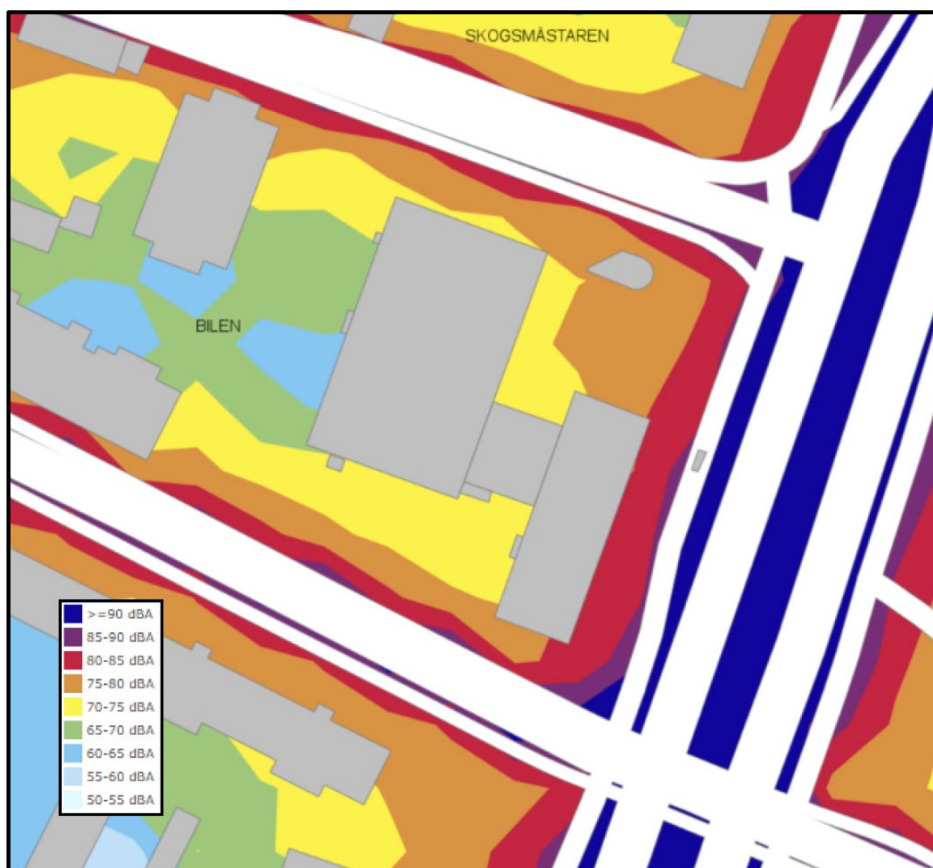 SKOGSMÄSTAREN
BILEN
>=90 dBA
85-90 dBA
80-85 dBA
75-80 dBA
70-75 dBA
65-70 dBA
60-65 dBA
55-60 dBA
50-55 dBA